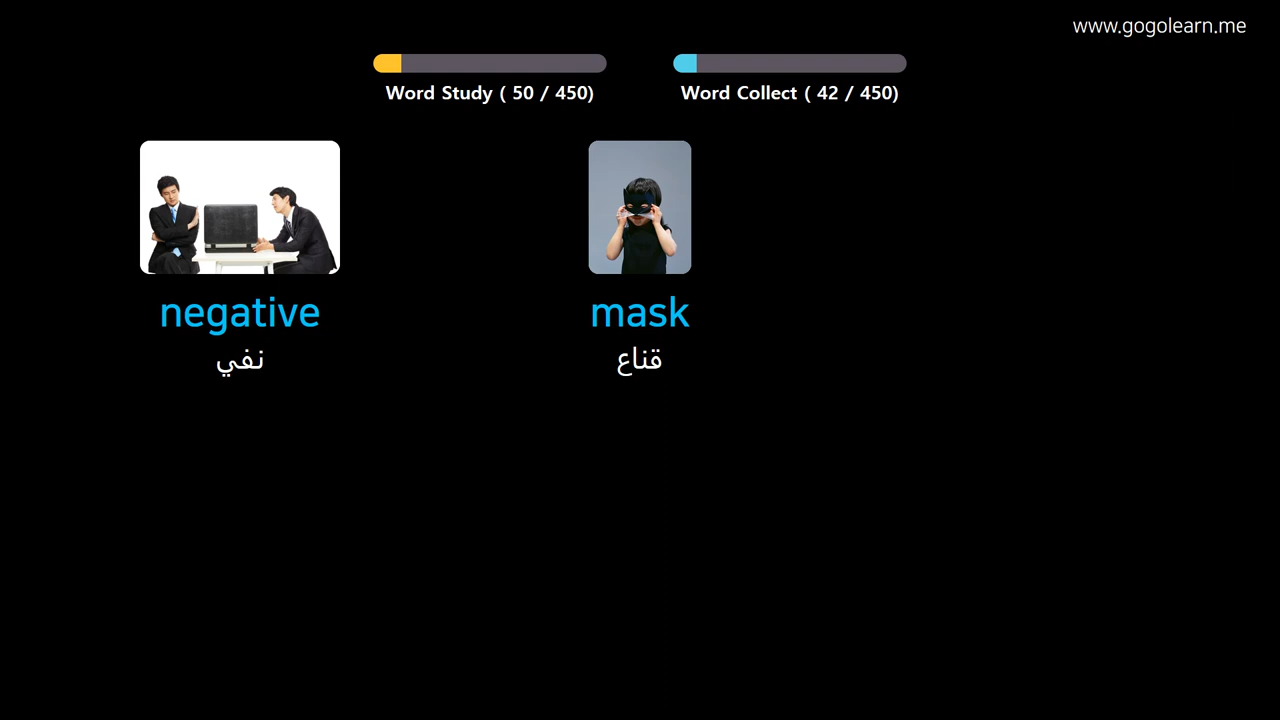 www.gogolearn.me
Word Study ( 50 / 450)
Word Collect ( 42 / 450)
negative
نفي
mask
قناع